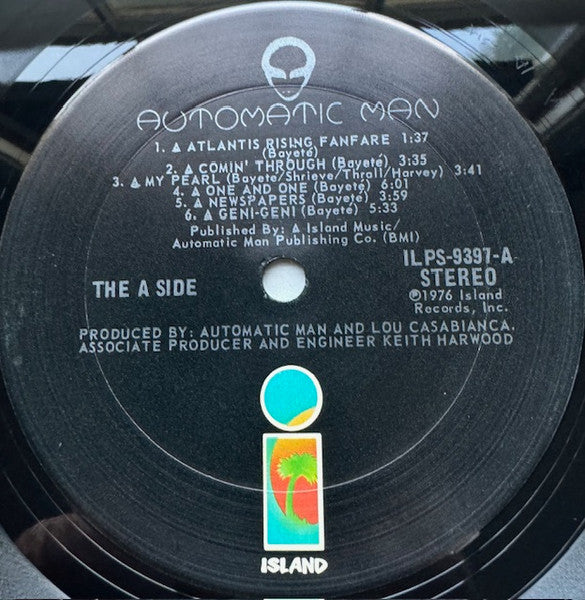 AUTOMATIC MAN
1. ▲ ATLANTIS RISING FANFARE 1:37
(Bayeté)
2. ▲ COMIN' THROUGH (Bayeté) 3:35
3. ▲ MY PEARL (Bayete/Shrieve/Thrall/Harvey) 3:41
4. ▲ ONE AND ONE (Bayeté) 6:01
5. ▲ NEWSPAPERS (Bayeté) 3:59
6. ▲ GENI-GENI (Bayeté) 5:33
Published By: ▲ Island Music/
Automatic Man Publishing Co. (BMI)
ILPS-9397-A
THE A SIDE
STEREO
℗1976 Island
Records, Inc.
PRODUCED BY: AUTOMATIC MAN AND LOU CASABIANCA.
ASSOCIATE PRODUCER AND ENGINEER KEITH HARWOOD
i
ISLAND